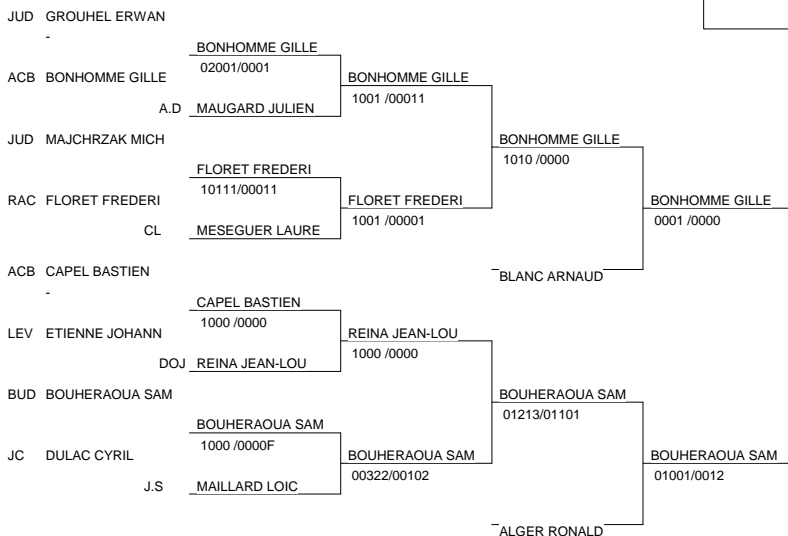 JUD GROUHEL ERWAN
-
BONHOMME GILLE
02001/0001
ACB BONHOMME GILLE
BONHOMME GILLE
1001 /00011
A.D MAUGARD JULIEN
JUD MAJCHRZAK MICH
BONHOMME GILLE
1010 /0000
FLORET FREDERI
10111/00011
RAC FLORET FREDERI
FLORET FREDERI
1001 /00001
BONHOMME GILLE
0001 /0000
CL MESEGUER LAURE
ACB CAPEL BASTIEN
-
BLANC ARNAUD
CAPEL BASTIEN
1000 /0000
LEV ETIENNE JOHANN
REINA JEAN-LOU
1000 /0000
DOJ REINA JEAN-LOU
BUD BOUHERAOUA SAM
BOUHERAOUA SAM
01213/01101
BOUHERAOUA SAM
1000 /0000F
JC DULAC CYRIL
BOUHERAOUA SAM
00322/00102
BOUHERAOUA SAM
01001/0012
J.S MAILLARD LOIC
ALGER RONALD